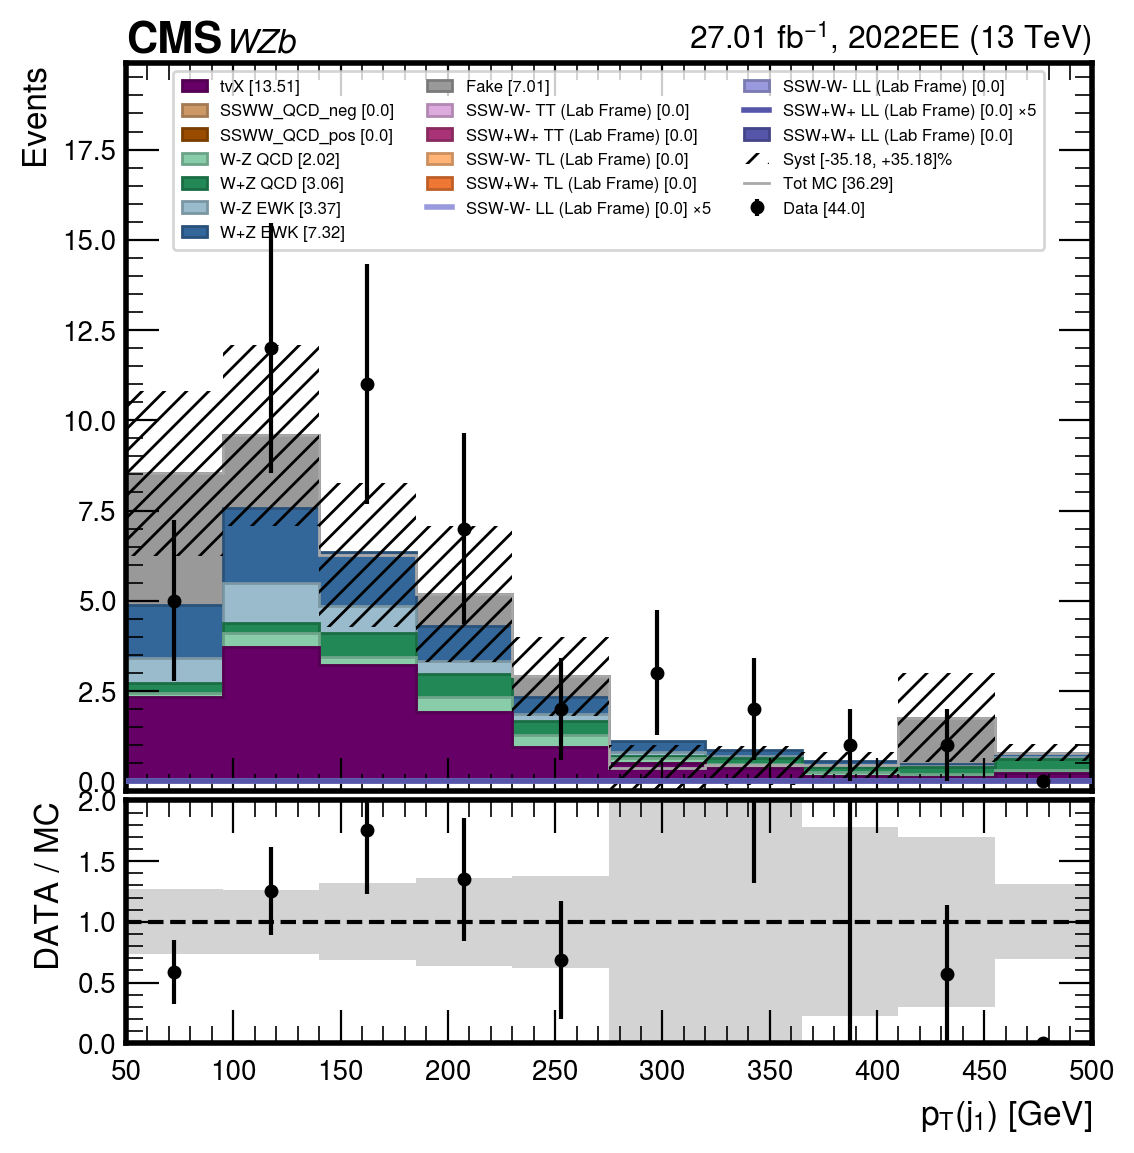 CMS WZb
27.01 fb⁻¹, 2022EE (13 TeV)
Events
tvX [13.51]
SSWW_QCD_neg [0.0]
SSWW_QCD_pos [0.0]
W-Z QCD [2.02]
W+Z QCD [3.06]
W-Z EWK [3.37]
W+Z EWK [7.32]
Fake [7.01]
SSW-W- TT (Lab Frame) [0.0]
SSW+W+ TT (Lab Frame) [0.0]
SSW-W- TL (Lab Frame) [0.0]
SSW+W+ TL (Lab Frame) [0.0]
SSW-W- LL (Lab Frame) [0.0] ×5
SSW-W- LL (Lab Frame) [0.0]
SSW+W+ LL (Lab Frame) [0.0] ×5
SSW+W+ LL (Lab Frame) [0.0]
Syst [-35.18, +35.18]%
Tot MC [36.29]
Data [44.0]
17.5
15.0
12.5
10.0
7.5
5.0
2.5
0.0
DATA / MC
2.0
1.5
1.0
0.5
0.0
50 100 150 200 250 300 350 400 450 500
p_T(j_1) [GeV]